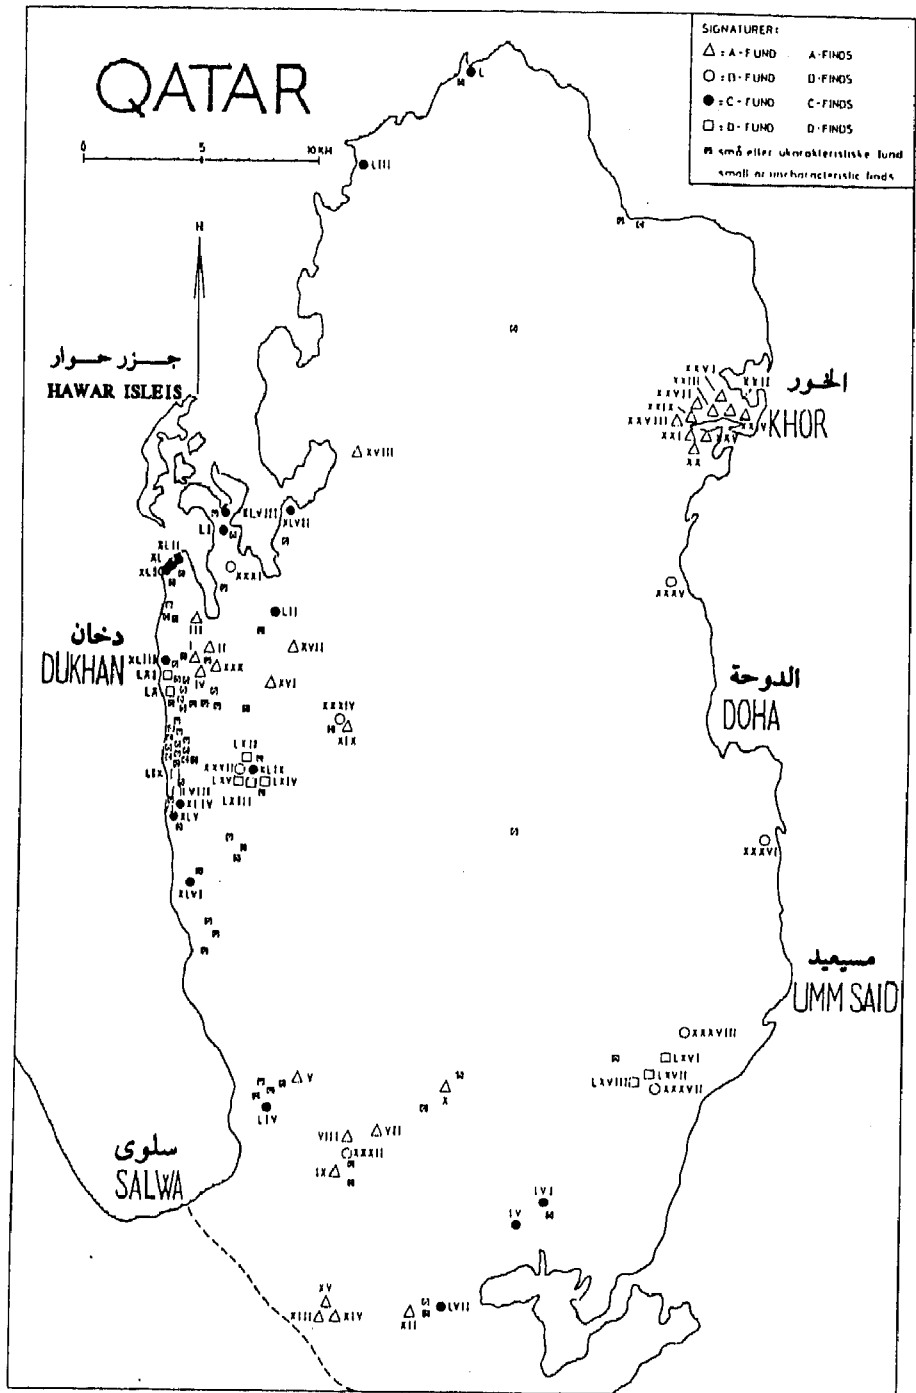 QATAR
0 5 10 KM
N
SIGNATURER:
△ : A - FUND A-FINDS
○ : B - FUND B-FINDS
● : C - FUND C-FINDS
□ : D - FUND D-FINDS
små eller ukarakteristiske fund
small or uncharacteristic finds
L
LIII
جزر حوار
HAWAR ISLEIS
الخور
KHOR
XXVI
XXIII
XXII
XXVII
XXIX
XXVIII
XXIV
XXI
XXV
XX
XVIII
XLVIII
XLVII
LI
XLII
XL
XLI
XXXI
XXXV
LII
III
دخان
DUKHAN
XLIII
I
II
XVII
XXX
LXI
IV
LX
XVI
الدوحة
DOHA
XXXIV
XIX
LXII
XXVII
XLIX
LXV
LXIV
LXIII
LIX
XLIV
XLV
XXXVI
XLVI
مسيعيد
UMM SAID
XXXVIII
LXVI
LXVII
LXVIII
XXXVII
V
X
LIV
VIII
VII
XXXII
IX
سلوى
SALWA
LVI
XV
XIII
XIV
XII
LVII